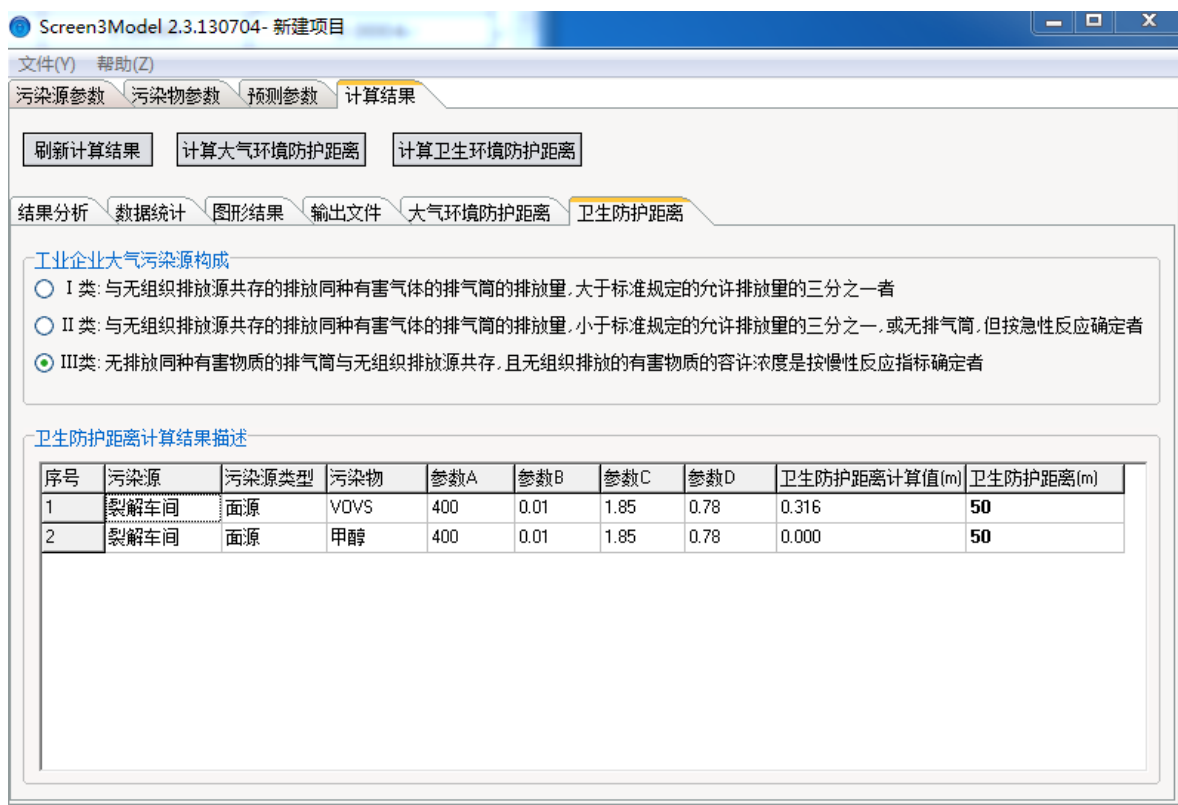 Screen3Model 2.3.130704- 新建项目
文件(Y) 帮助(Z)
污染源参数 污染物参数 预测参数 计算结果
刷新计算结果 计算大气环境防护距离 计算卫生环境防护距离
结果分析 数据统计 图形结果 输出文件 大气环境防护距离 卫生防护距离
工业企业大气污染源构成
I 类: 与无组织排放源共存的排放同种有害气体的排气筒的排放量,大于标准规定的允许排放量的三分之一者
II 类: 与无组织排放源共存的排放同种有害气体的排气筒的排放量,小于标准规定的允许排放量的三分之一,或无排气筒,但按急性反应确定者
III类: 无排放同种有害物质的排气筒与无组织排放源共存,且无组织排放的有害物质的容许浓度是按慢性反应指标确定者
卫生防护距离计算结果描述
序号 污染源 污染源类型 污染物 参数A 参数B 参数C 参数D 卫生防护距离计算值(m) 卫生防护距离(m)
1 裂解车间 面源 VOVS 400 0.01 1.85 0.78 0.316 50
2 裂解车间 面源 甲醇 400 0.01 1.85 0.78 0.000 50